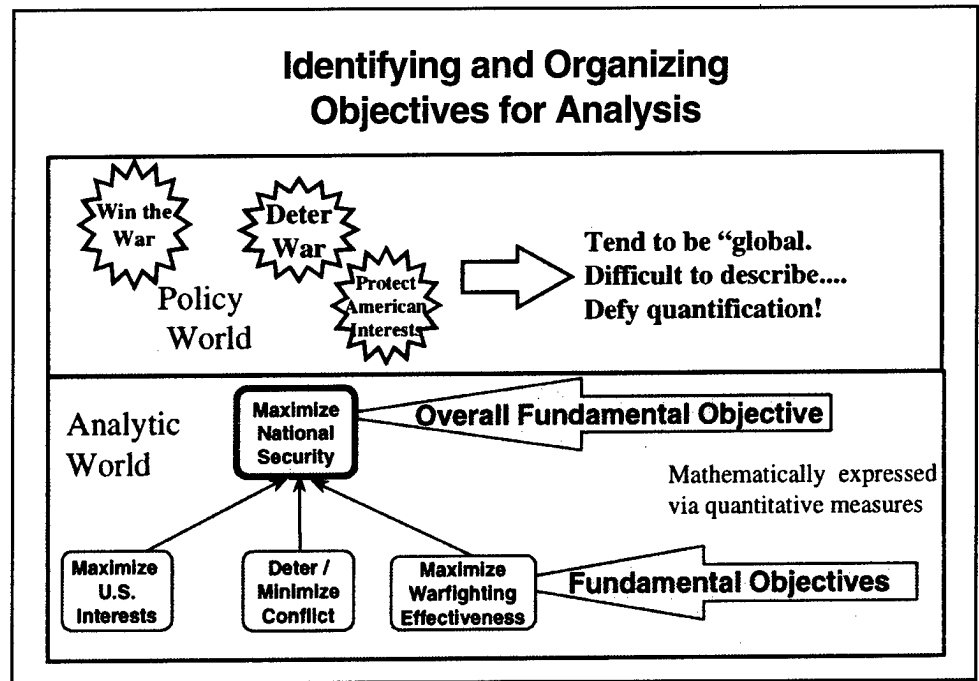 Identifying and Organizing
Objectives for Analysis
Win the
War
Deter
War
Protect
American
Interests
Policy
World
Tend to be “global.
Difficult to describe....
Defy quantification!
Analytic
World
Maximize
National
Security
Overall Fundamental Objective
Mathematically expressed
via quantitative measures
Maximize
U.S.
Interests
Deter /
Minimize
Conflict
Maximize
Warfighting
Effectiveness
Fundamental Objectives